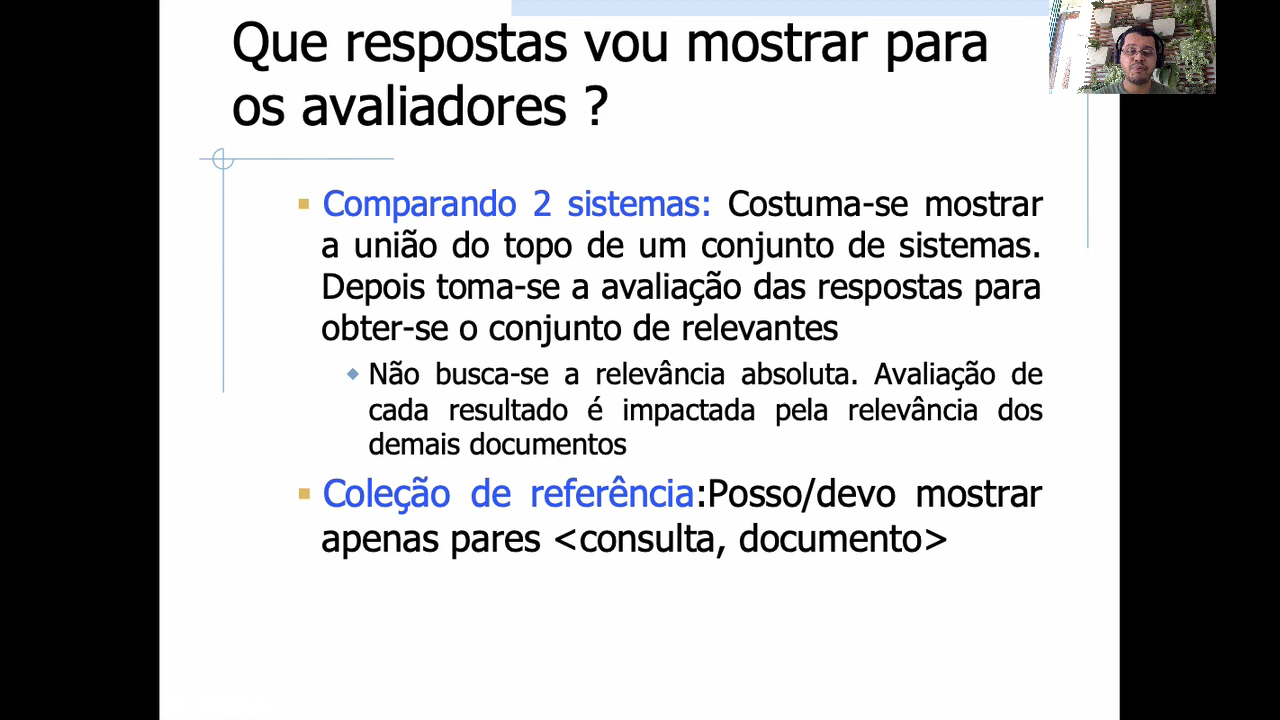 Que respostas vou mostrar para
os avaliadores ?
Comparando 2 sistemas: Costuma-se mostrar
a união do topo de um conjunto de sistemas.
Depois toma-se a avaliação das respostas para
obter-se o conjunto de relevantes
Não busca-se a relevância absoluta. Avaliação de
cada resultado é impactada pela relevância dos
demais documentos
Coleção de referência:Posso/devo mostrar
apenas pares <consulta, documento>